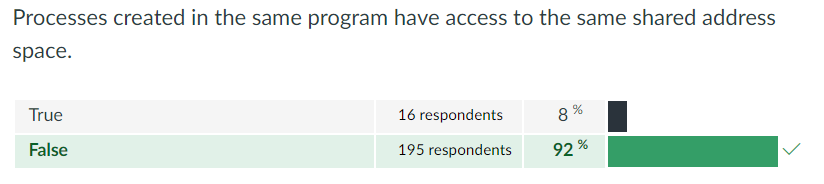 Processes created in the same program have access to the same shared address
space.
True 16 respondents 8 %
False 195 respondents 92 %